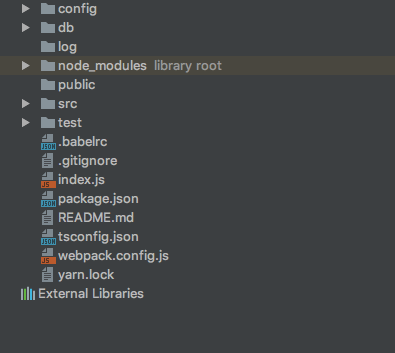 config
db
log
node_modules library root
public
src
test
.babelrc
.gitignore
index.js
package.json
README.md
tsconfig.json
webpack.config.js
yarn.lock
External Libraries